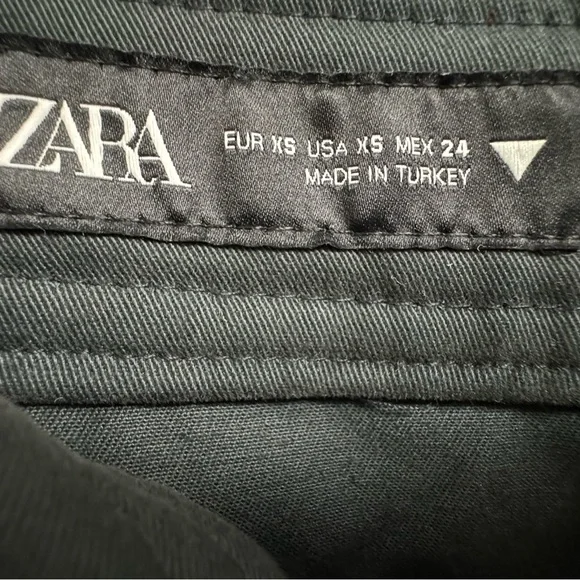 ZARA
EUR XS USA XS MEX 24
MADE IN TURKEY